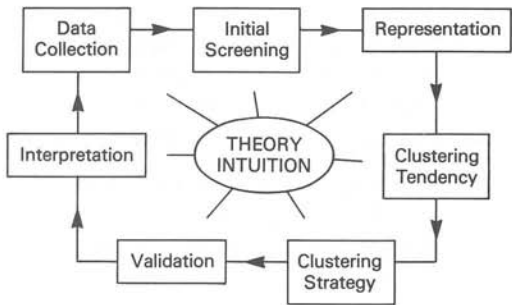 Data
Collection
Initial
Screening
Representation
THEORY
INTUITION
Interpretation
Clustering
Tendency
Validation
Clustering
Strategy